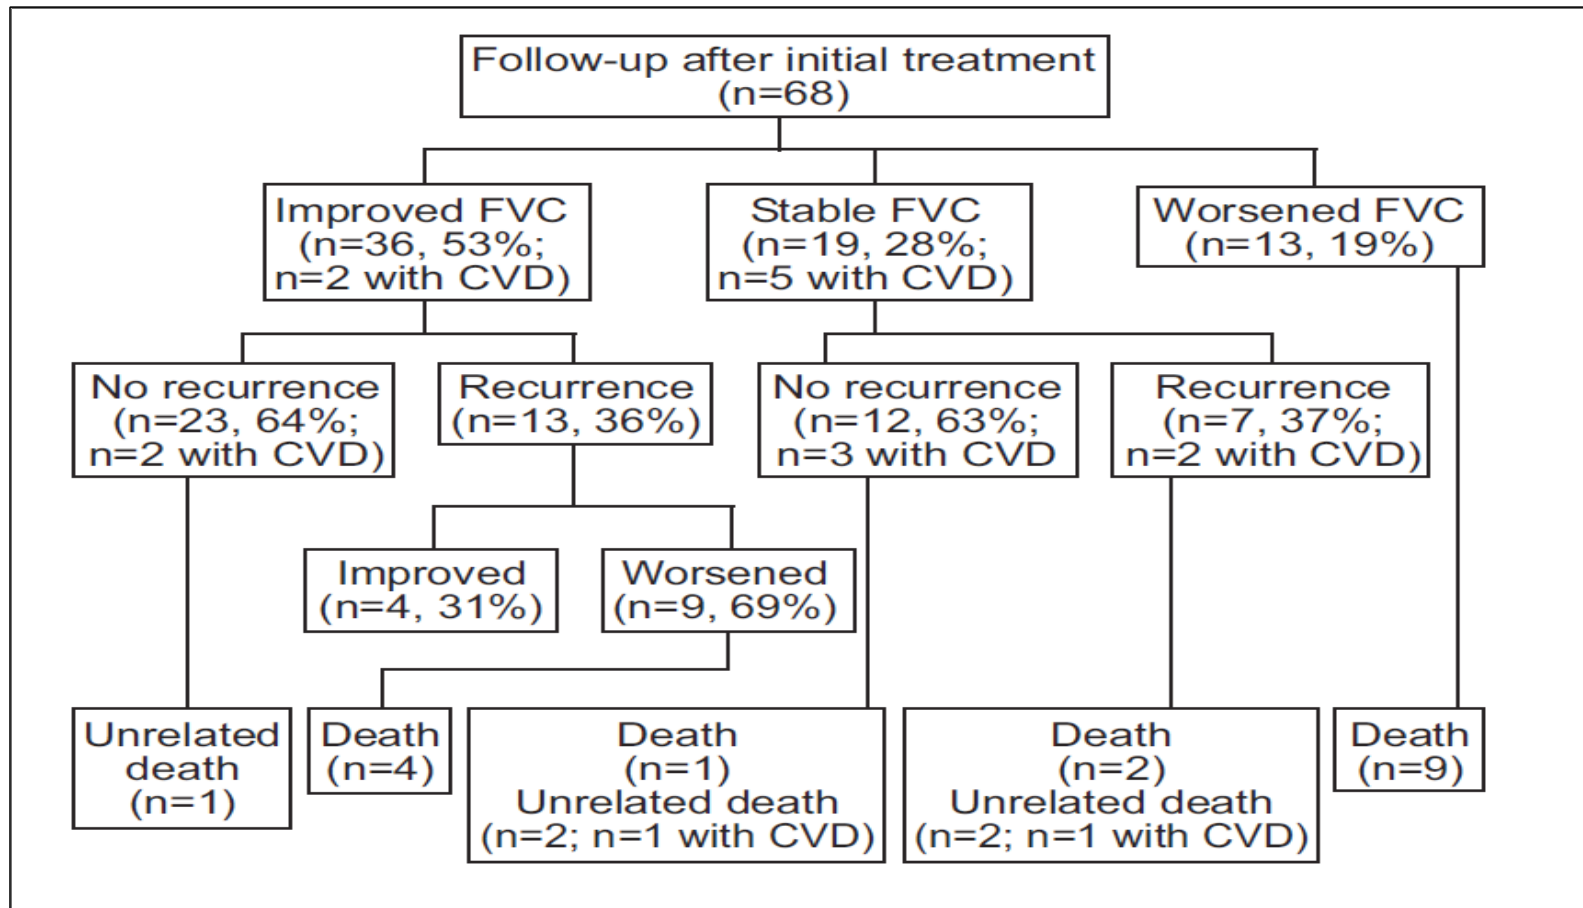 Follow-up after initial treatment
(n=68)
Improved FVC
(n=36, 53%;
n=2 with CVD)
Stable FVC
(n=19, 28%;
n=5 with CVD)
Worsened FVC
(n=13, 19%)
No recurrence
(n=23, 64%;
n=2 with CVD)
Recurrence
(n=13, 36%)
No recurrence
(n=12, 63%;
n=3 with CVD
Recurrence
(n=7, 37%;
n=2 with CVD)
Improved
(n=4, 31%)
Worsened
(n=9, 69%)
Unrelated
death
(n=1)
Death
(n=4)
Death
(n=1)
Unrelated death
(n=2; n=1 with CVD)
Death
(n=2)
Unrelated death
(n=2; n=1 with CVD)
Death
(n=9)